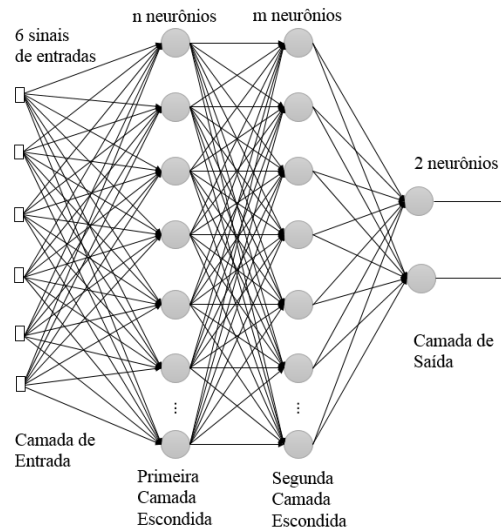 n neurônios
m neurônios
6 sinais
de entradas
2 neurônios
Camada de
Saída
...
...
Camada de
Entrada
Primeira
Camada
Escondida
Segunda
Camada
Escondida